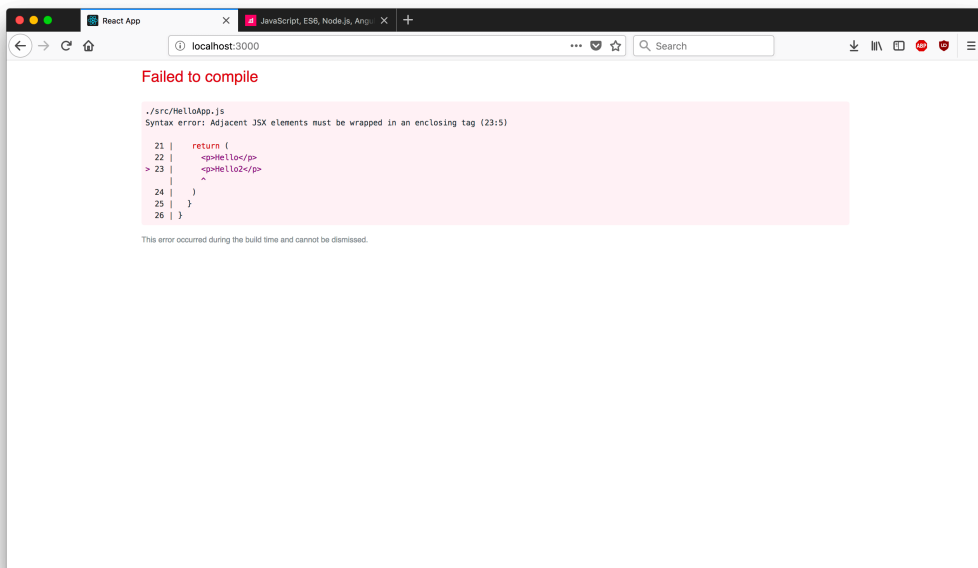 React App
JavaScript, ES6, Node.js, Angu
localhost:3000
Search
ABP
Failed to compile
./src/HelloApp.js
Syntax error: Adjacent JSX elements must be wrapped in an enclosing tag (23:5)
21 | return (
22 | <p>Hello</p>
> 23 | <p>Hello2</p>
| ^
24 | )
25 | }
26 | }
This error occurred during the build time and cannot be dismissed.